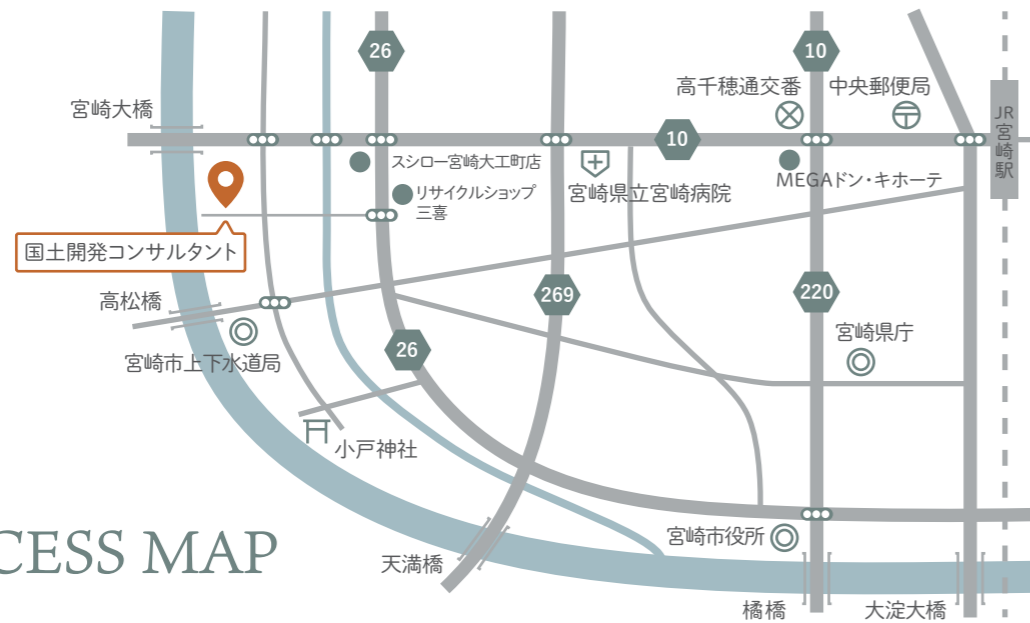 26
10
高千穂通交番
中央郵便局
宮崎大橋
JR宮崎駅
10
スシロー宮崎大工町店
宮崎県立宮崎病院
MEGAドン・キホーテ
リサイクルショップ
三喜
国土開発コンサルタント
高松橋
269
220
宮崎県庁
26
宮崎市上下水道局
小戸神社
宮崎市役所
CESS MAP
天満橋
橘橋
大淀大橋